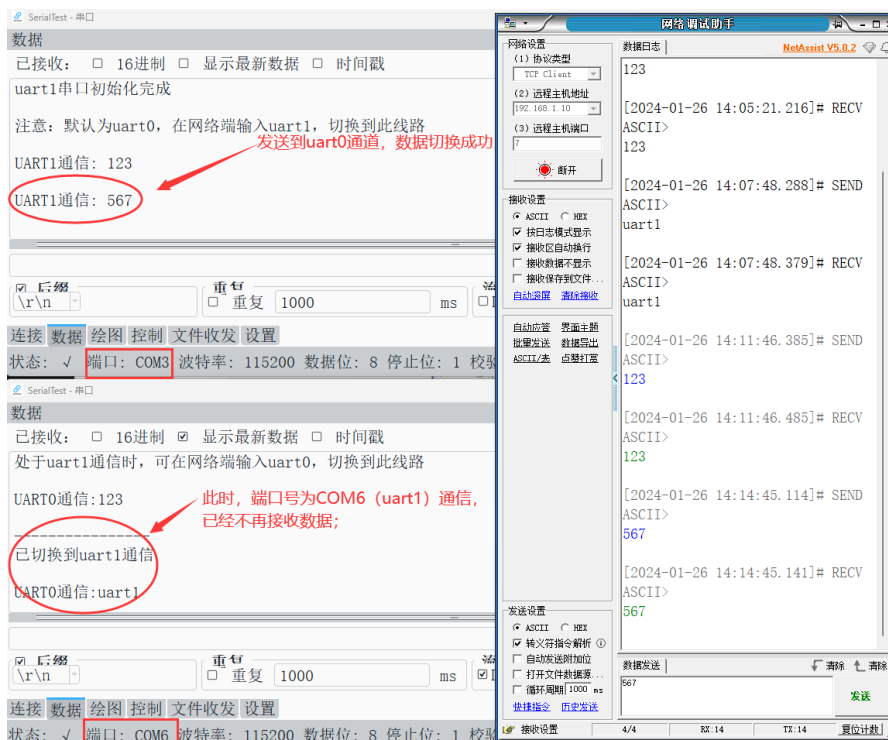 SerialTest - 串口
数据
已接收: 16进制 显示最新数据 时间戳
uart1串口初始化完成
注意：默认为uart0，在网络端输入uart1，切换到此线路
发送到uart0通道，数据切换成功
UART1通信: 123
UART1通信: 567
后缀 重复
\r\n 重复 1000 ms
连接 数据 绘图 控制 文件收发 设置
状态: √ 端口: COM3 波特率: 115200 数据位: 8 停止位: 1 校验
SerialTest - 串口
数据
已接收: 16进制 显示最新数据 时间戳
处于uart1通信时，可在网络端输入uart0，切换到此线路
UART0通信:123
此时，端口号为COM6（uart1）通信，
已经不再接收数据;
已切换到uart1通信
UART0通信:uart1
后缀 重复
\r\n 重复 1000 ms
连接 数据 绘图 控制 文件收发 设置
状态: √ 端口: COM6 波特率: 115200 数据位: 8 停止位: 1 校验
网络调试助手
网络设置
(1) 协议类型
TCP Client
(2) 远程主机地址
192.168.1.10
(3) 远程主机端口
7
断开
接收设置
ASCII HEX
按日志模式显示
接收区自动换行
接收数据不显示
接收保存到文件...
自动滚屏 清除接收
自动应答 界面主题
批量发送 数据导出
点赞打赏
发送设置
ASCII HEX
转义符指令解析
自动发送附加位
打开文件数据源...
循环周期 1000 ms
快捷指令 历史发送
数据日志 NetAssist V5.0.2
123
[2024-01-26 14:05:21.216]# RECV
ASCII>
123
[2024-01-26 14:07:48.288]# SEND
ASCII>
uart1
[2024-01-26 14:07:48.379]# RECV
ASCII>
uart1
[2024-01-26 14:11:46.385]# SEND
ASCII>
123
[2024-01-26 14:11:46.485]# RECV
ASCII>
123
[2024-01-26 14:14:45.114]# SEND
ASCII>
567
[2024-01-26 14:14:45.141]# RECV
ASCII>
567
数据发送 清除 清除
567
发送
接收设置 4/4 RX:14 TX:14 复位计数